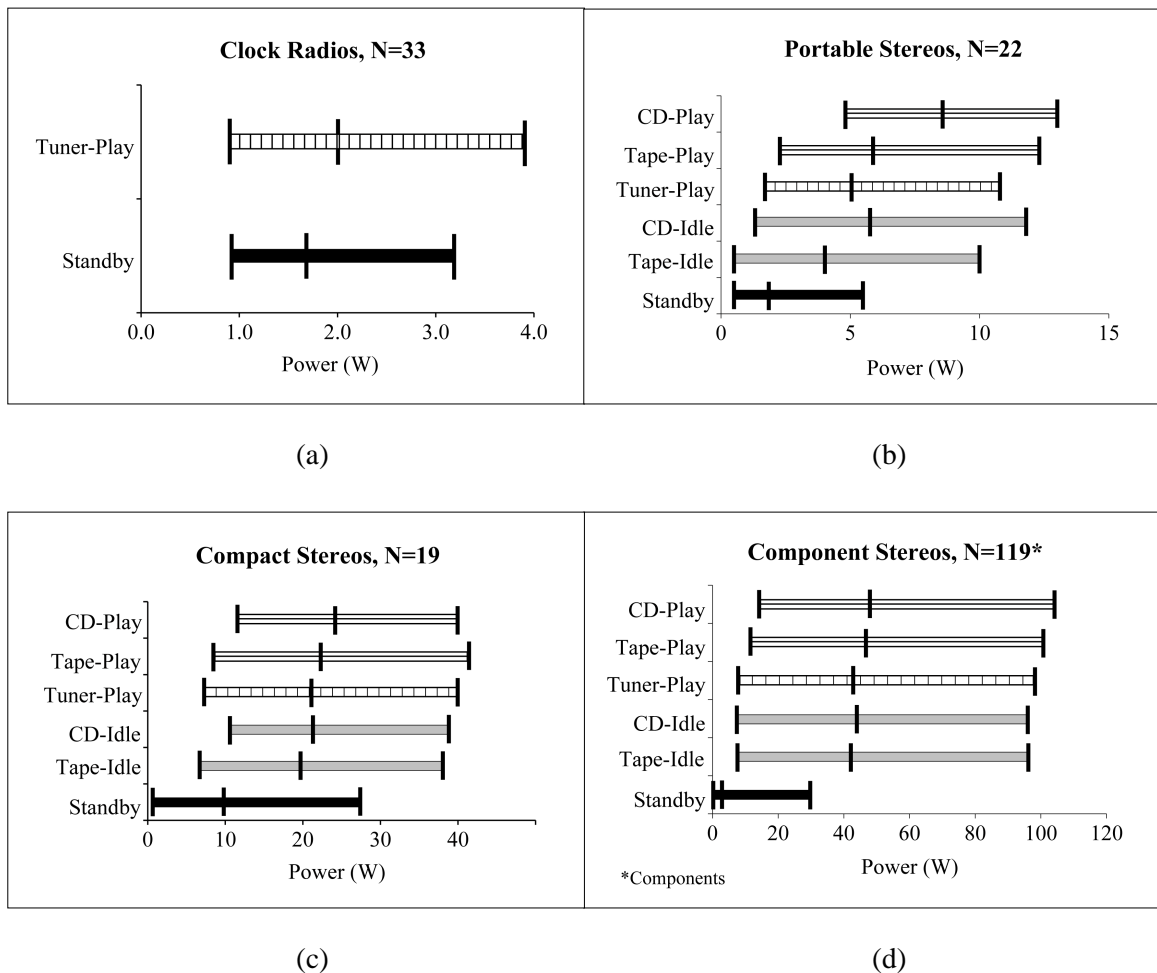 Clock Radios, N=33
Tuner-Play
Standby
0.0 1.0 2.0 3.0 4.0
Power (W)
(a)
Portable Stereos, N=22
CD-Play
Tape-Play
Tuner-Play
CD-Idle
Tape-Idle
Standby
0 5 10 15
Power (W)
(b)
Compact Stereos, N=19
CD-Play
Tape-Play
Tuner-Play
CD-Idle
Tape-Idle
Standby
0 10 20 30 40
Power (W)
(c)
Component Stereos, N=119*
CD-Play
Tape-Play
Tuner-Play
CD-Idle
Tape-Idle
Standby
0 20 40 60 80 100 120
Power (W)
*Components
(d)